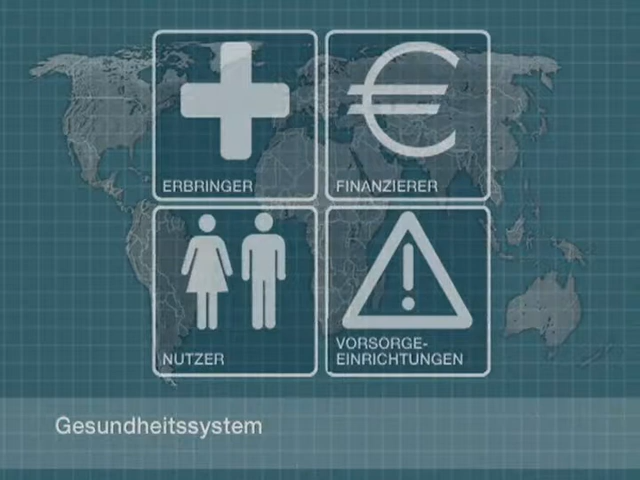 ERBRINGER
FINANZIERER
NUTZER
VORSORGE-
EINRICHTUNGEN
Gesundheitssystem